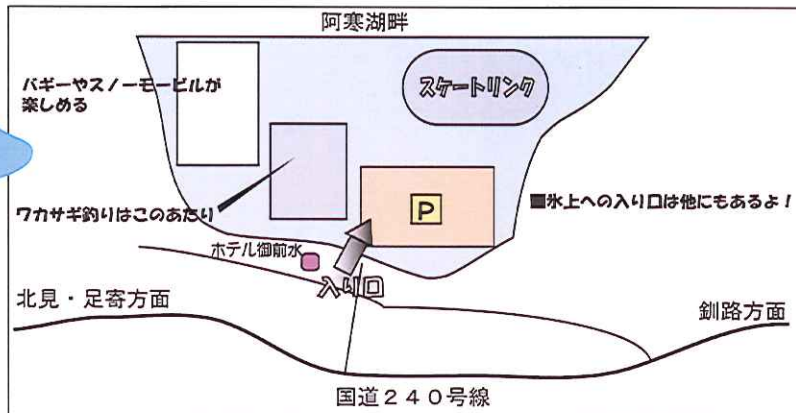 阿寒湖畔
バギーやスノーモービルが
楽しめる
スケートリンク
ワカサギ釣りはこのあたり
P
■氷上への入り口は他にもあるよ！
ホテル御前水
入り口
北見・足寄方面
釧路方面
国道２４０号線